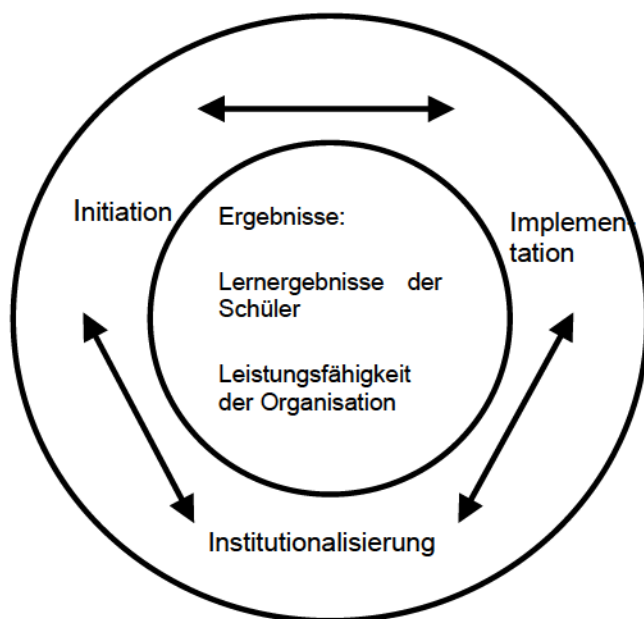 Initiation
Ergebnisse:
Lernergebnisse der
Schüler
Leistungsfähigkeit
der Organisation
Implemen-
tation
Institutionalisierung